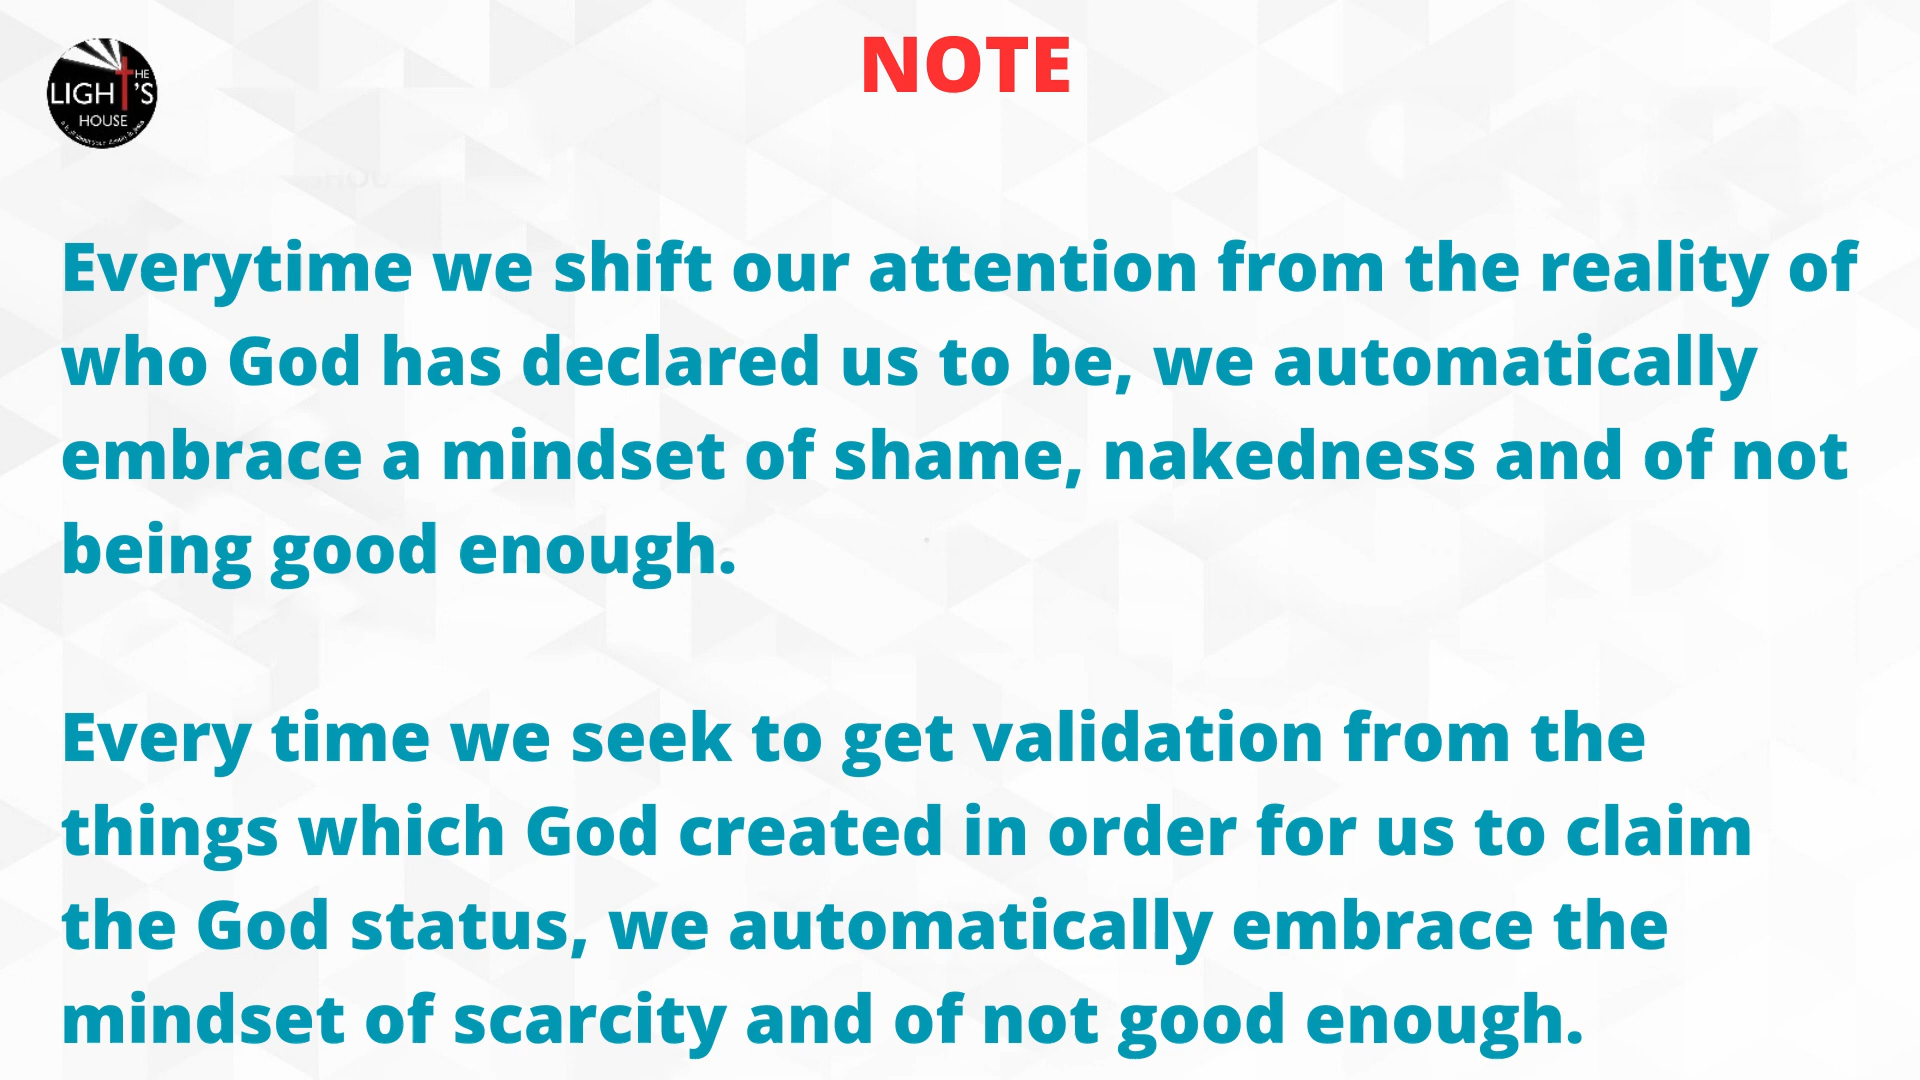 NOTE
THE
LIGHT'S
HOUSE
Everytime we shift our attention from the reality of
who God has declared us to be, we automatically
embrace a mindset of shame, nakedness and of not
being good enough.
Every time we seek to get validation from the
things which God created in order for us to claim
the God status, we automatically embrace the
mindset of scarcity and of not good enough.